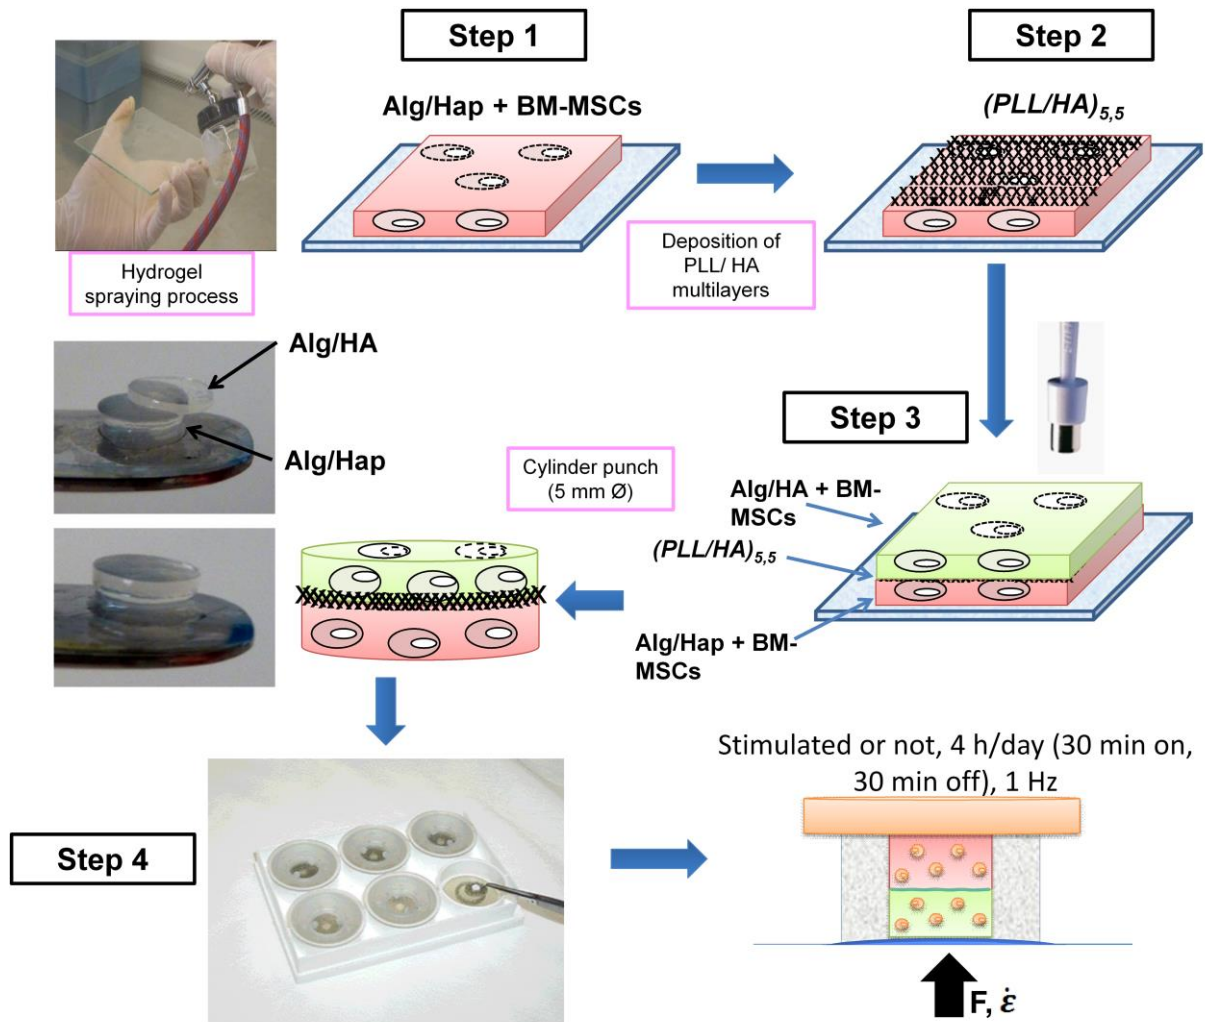 Step 1
Step 2
Alg/Hap + BM-MSCs
(PLL/HA)5,5
Hydrogel
spraying process
Deposition of
PLL/ HA
multilayers
Alg/HA
Alg/Hap
Step 3
Cylinder punch
(5 mm Ø)
Alg/HA + BM-
MSCs
(PLL/HA)5,5
Alg/Hap + BM-
MSCs
Step 4
Stimulated or not, 4 h/day (30 min on,
30 min off), 1 Hz
F, ε̇